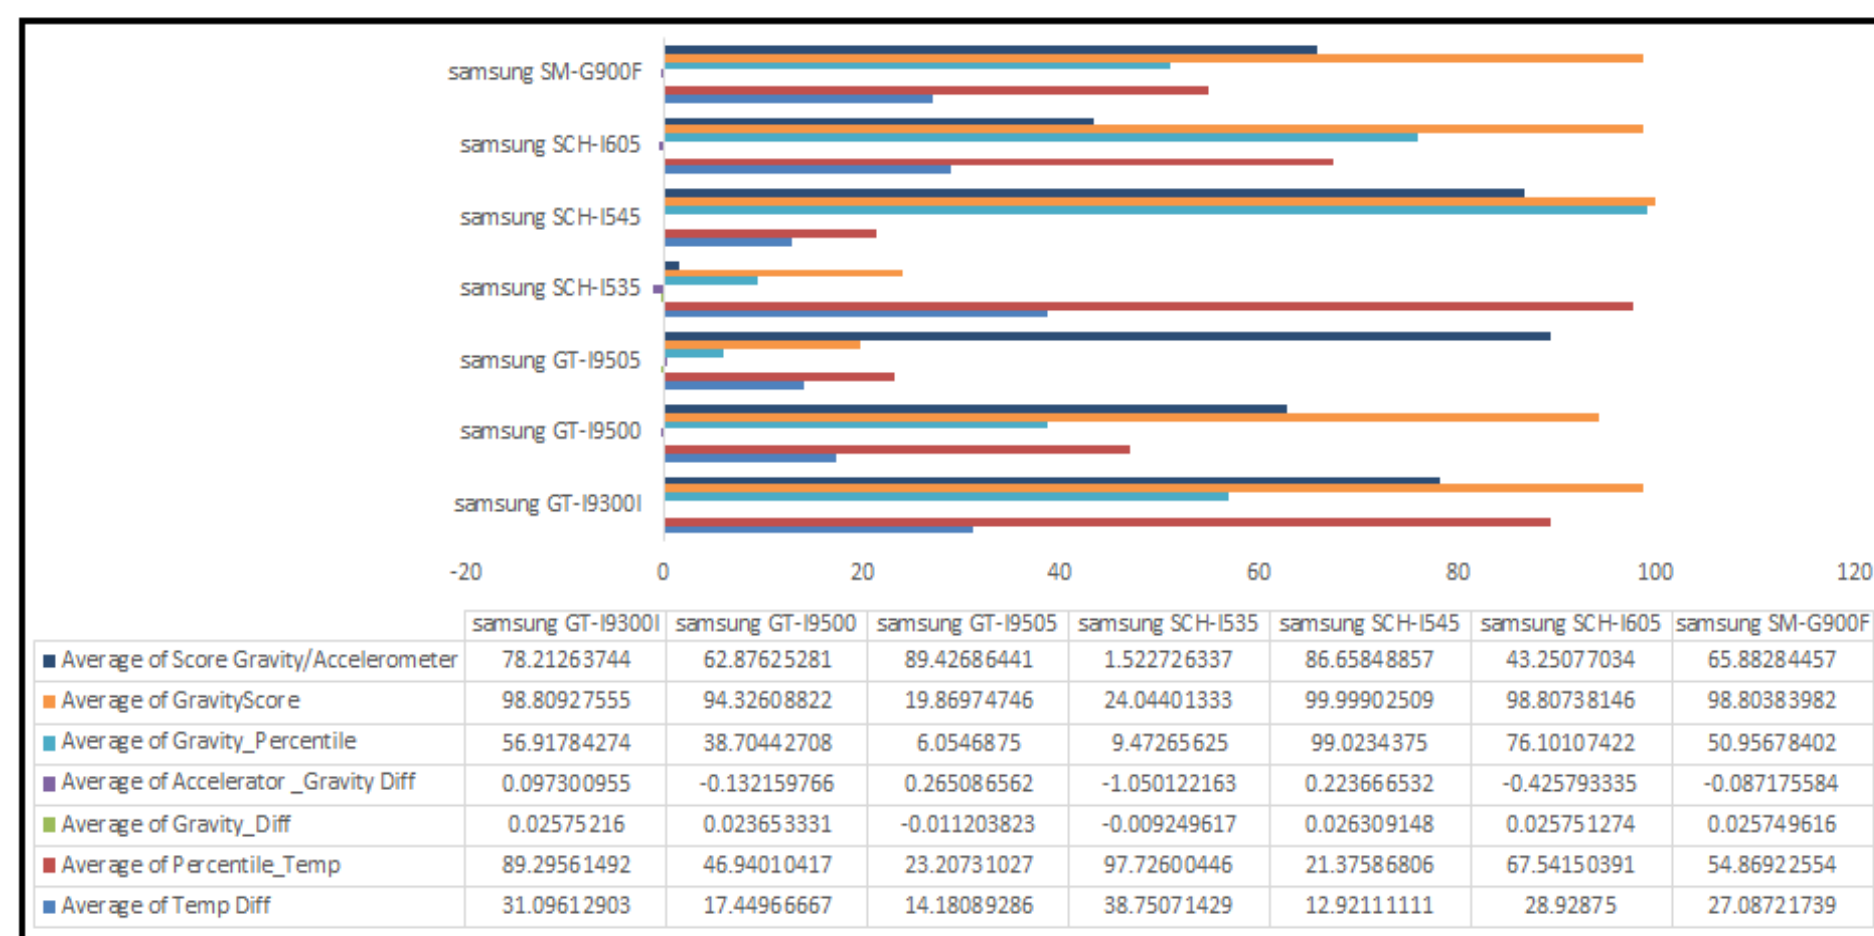 samsung SM-G900F
samsung SCH-I605
samsung SCH-I545
samsung SCH-I535
samsung GT-I9505
samsung GT-I9500
samsung GT-I9300I
-20 0 20 40 60 80 100 120
samsung GT-I9300I samsung GT-I9500 samsung GT-I9505 samsung SCH-I535 samsung SCH-I545 samsung SCH-I605 samsung SM-G900F
Average of Score Gravity/Accelerometer 78.21263744 62.87625281 89.42686441 1.522726337 86.65848857 43.25077034 65.88284457
Average of GravityScore 98.80927555 94.32608822 19.86974746 24.04401333 99.99902509 98.80738146 98.80383982
Average of Gravity_Percentile 56.91784274 38.70442708 6.0546875 9.47265625 99.0234375 76.10107422 50.95678402
Average of Accelerator _Gravity Diff 0.097300955 -0.132159766 0.265086562 -1.050122163 0.223666532 -0.425793335 -0.087175584
Average of Gravity_Diff 0.02575216 0.023653331 -0.011203823 -0.009249617 0.026309148 0.025751274 0.025749616
Average of Percentile_Temp 89.29561492 46.94010417 23.20731027 97.72600446 21.37586806 67.54150391 54.86922554
Average of Temp Diff 31.09612903 17.44966667 14.18089286 38.75071429 12.92111111 28.92875 27.08721739